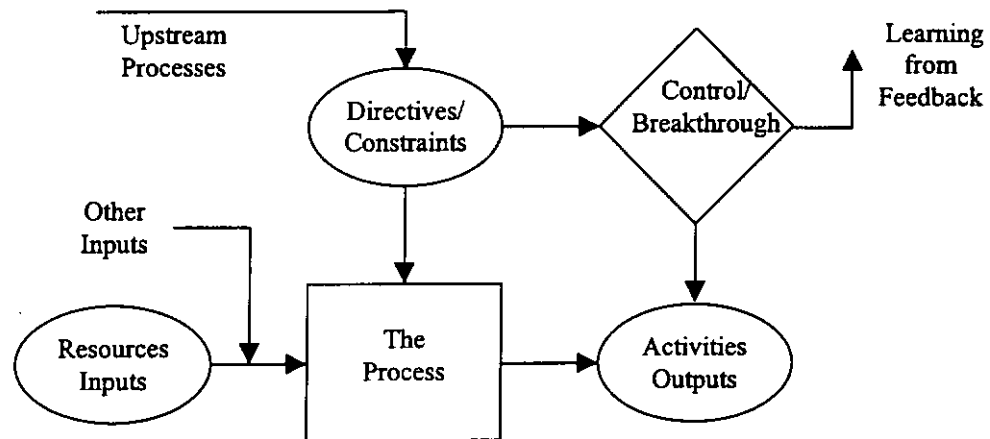 Upstream
Processes
Directives/
Constraints
Control/
Breakthrough
Learning
from
Feedback
Other
Inputs
Resources
Inputs
The
Process
Activities
Outputs